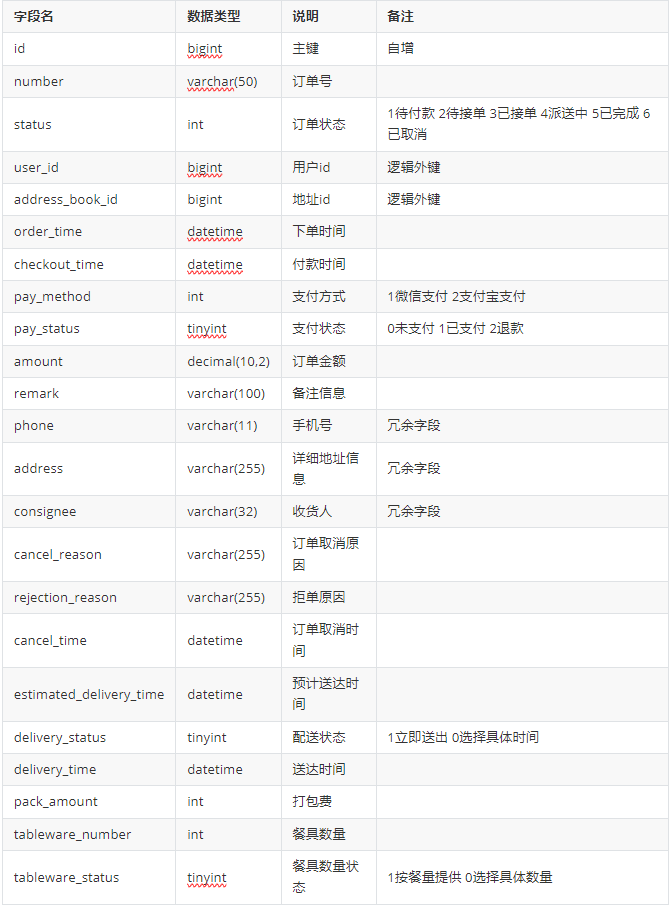 字段名 数据类型 说明 备注
id bigint 主键 自增
number varchar(50) 订单号
status int 订单状态 1待付款 2待接单 3已接单 4派送中 5已完成 6
已取消
user_id bigint 用户id 逻辑外键
address_book_id bigint 地址id 逻辑外键
order_time datetime 下单时间
checkout_time datetime 付款时间
pay_method int 支付方式 1微信支付 2支付宝支付
pay_status tinyint 支付状态 0未支付 1已支付 2退款
amount decimal(10,2) 订单金额
remark varchar(100) 备注信息
phone varchar(11) 手机号 冗余字段
address varchar(255) 详细地址信
息 冗余字段
consignee varchar(32) 收货人 冗余字段
cancel_reason varchar(255) 订单取消原
因
rejection_reason varchar(255) 拒单原因
cancel_time datetime 订单取消时
间
estimated_delivery_time datetime 预计送达时
间
delivery_status tinyint 配送状态 1立即送出 0选择具体时间
delivery_time datetime 送达时间
pack_amount int 打包费
tableware_number int 餐具数量
tableware_status tinyint 餐具数量状
态 1按餐量提供 0选择具体数量